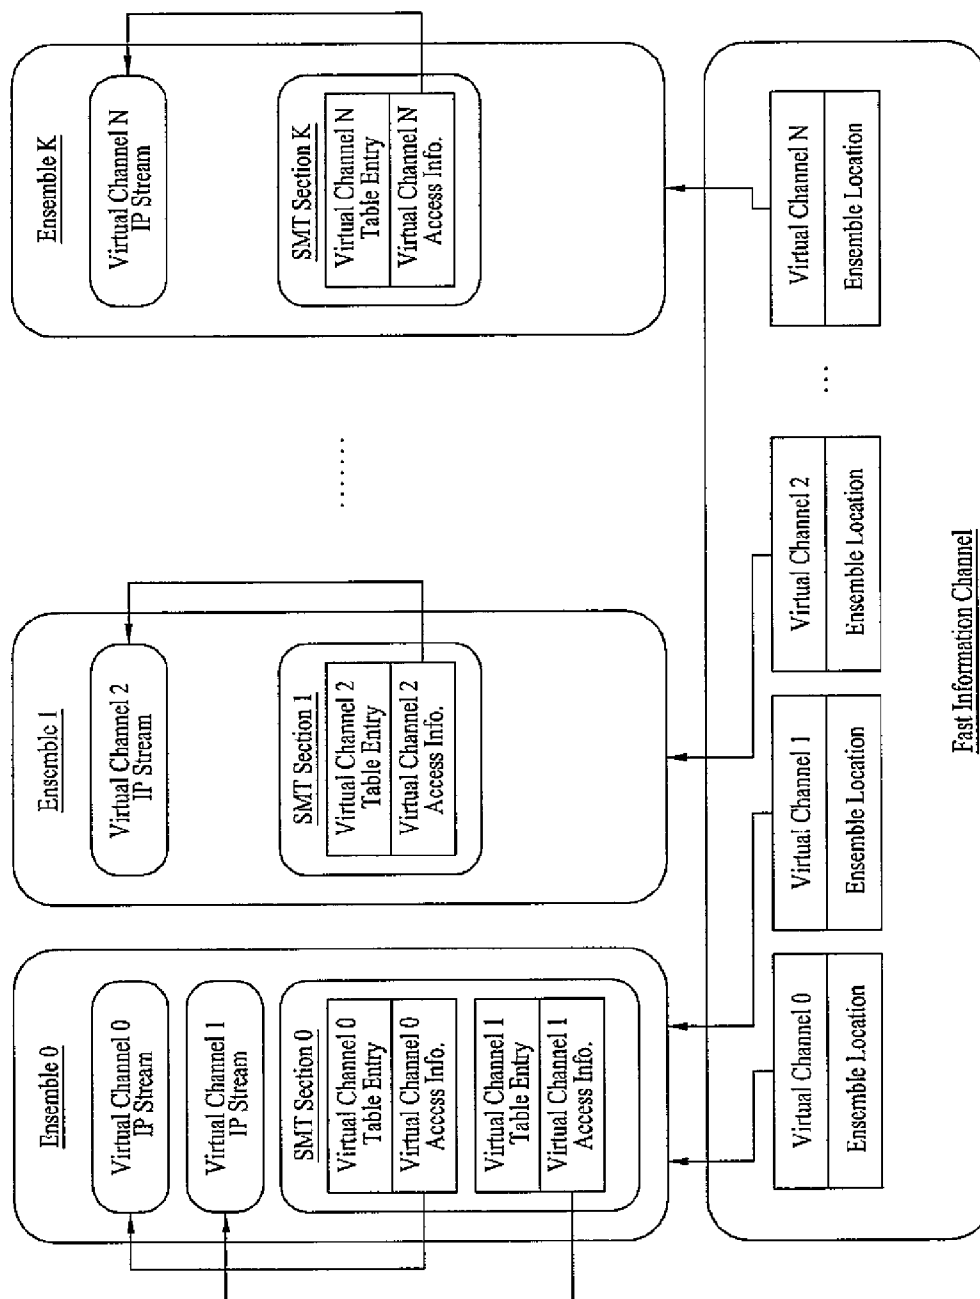 Ensemble 0
Virtual Channel 0
IP Stream
Virtual Channel 1
IP Stream
SMT Section 0
Virtual Channel 0
Table Entry
Virtual Channel 0
Access Info.
Virtual Channel 1
Table Entry
Virtual Channel 1
Access Info.
Ensemble 1
Virtual Channel 2
IP Stream
SMT Section 1
Virtual Channel 2
Table Entry
Virtual Channel 2
Access Info.
.......
Ensemble K
Virtual Channel N
IP Stream
SMT Section K
Virtual Channel N
Table Entry
Virtual Channel N
Access Info.
Virtual Channel 0
Ensemble Location
Virtual Channel 1
Ensemble Location
Virtual Channel 2
Ensemble Location
...
Virtual Channel N
Ensemble Location
Fast Information Channel